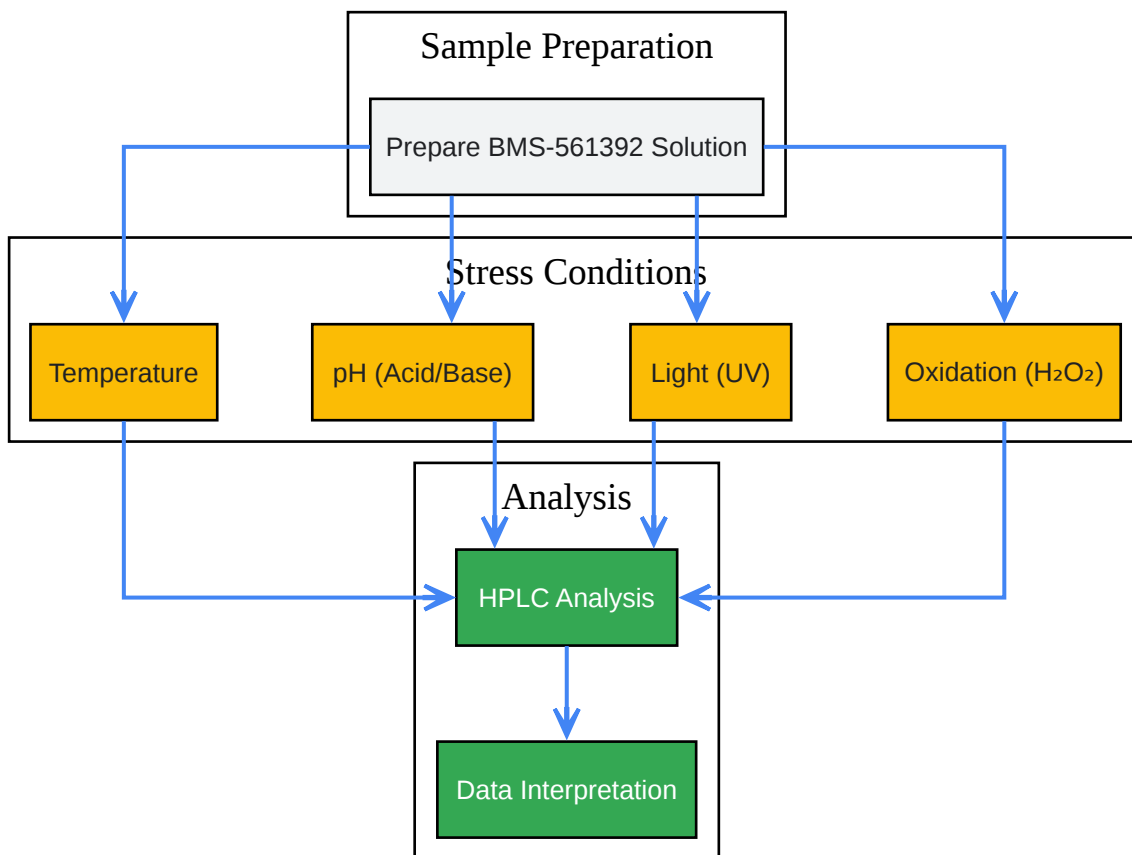 Sample Preparation
Prepare BMS-561392 Solution
Stress Conditions
Temperature
pH (Acid/Base)
Light (UV)
Oxidation (H₂O₂)
Analysis
HPLC Analysis
Data Interpretation